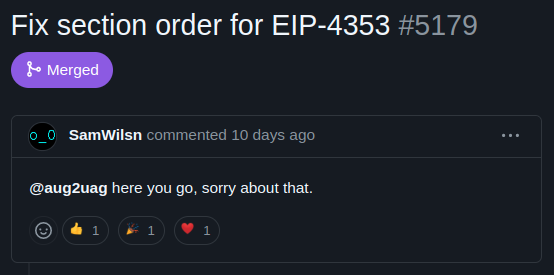 Fix section order for EIP-4353 #5179
Merged
SamWilsn commented 10 days ago
@aug2uag here you go, sorry about that.
👍 1 🎉 1 ❤️ 1